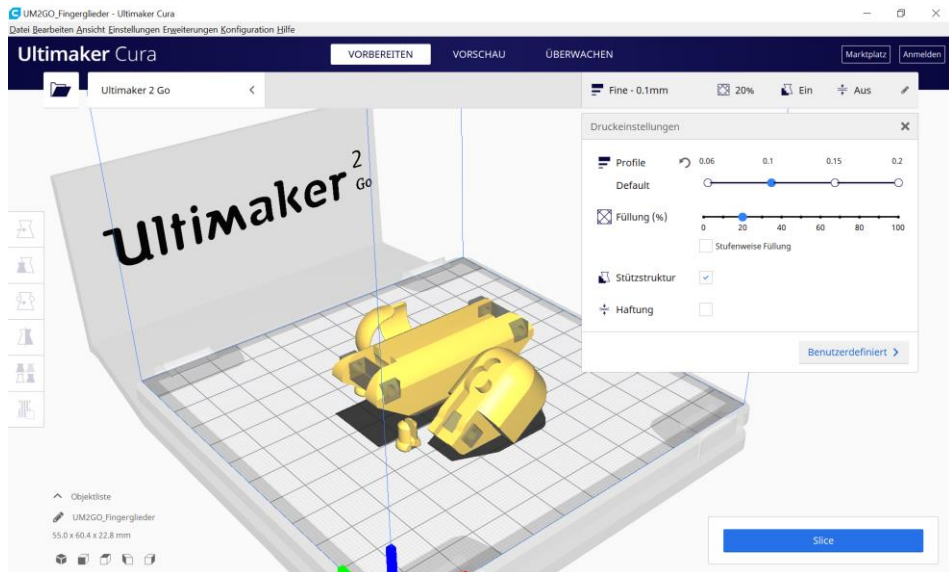 UM2GO_Fingerglieder - Ultimaker Cura
Datei Bearbeiten Ansicht Einstellungen Erweiterungen Konfiguration Hilfe
Ultimaker Cura VORBEREITEN VORSCHAU ÜBERWACHEN Marktplatz Anmelden
Ultimaker 2 Go Fine - 0.1mm 20% Ein Aus
Druckeinstellungen
Profile 0.06 0.1 0.15 0.2
Default
Füllung (%)
0 20 40 60 80 100
Stufenweise Füllung
Stützstruktur
Haftung
Benutzerdefiniert
Ultimaker 2 Go
Objektliste
UM2GO_Fingerglieder
55.0 x 60.4 x 22.8 mm
Slice